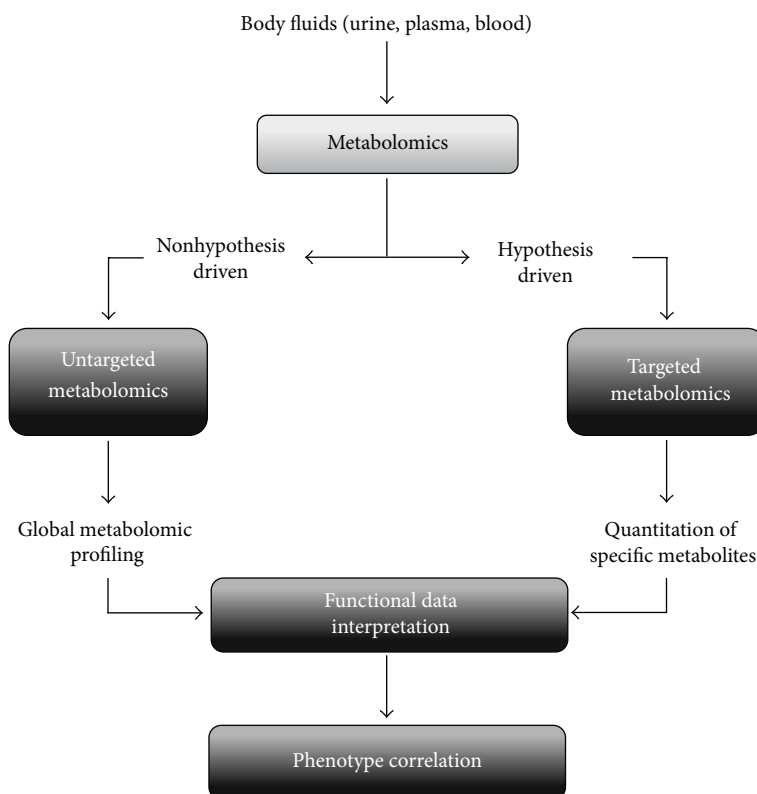 Body fluids (urine, plasma, blood)
Metabolomics
Nonhypothesis
driven
Hypothesis
driven
Untargeted
metabolomics
Targeted
metabolomics
Global metabolomic
profiling
Quantitation of
specific metabolites
Functional data
interpretation
Phenotype correlation